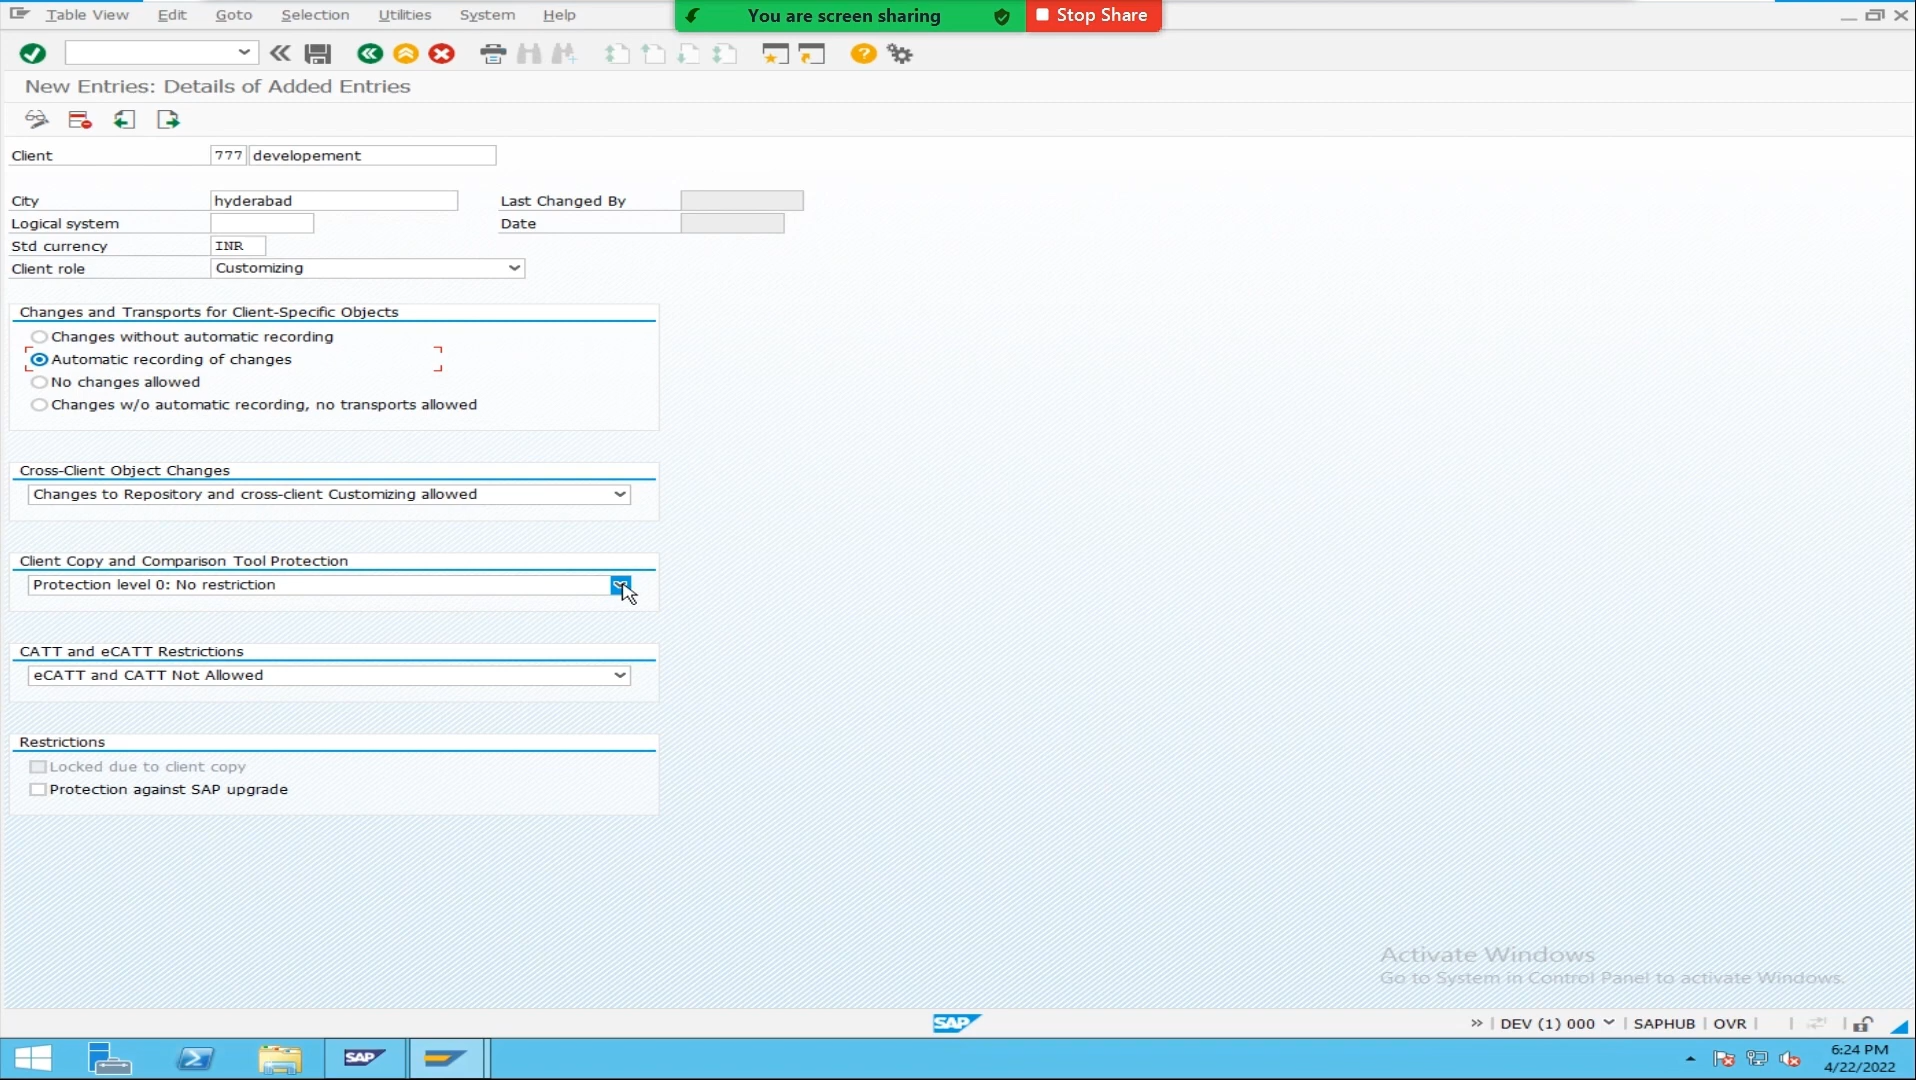 Table View Edit Goto Selection Utilities System Help
You are screen sharing
Stop Share
New Entries: Details of Added Entries
Client 777 developement
City hyderabad Last Changed By
Logical system Date
Std currency INR
Client role Customizing
Changes and Transports for Client-Specific Objects
Changes without automatic recording
Automatic recording of changes
No changes allowed
Changes w/o automatic recording, no transports allowed
Cross-Client Object Changes
Changes to Repository and cross-client Customizing allowed
Client Copy and Comparison Tool Protection
Protection level 0: No restriction
CATT and eCATT Restrictions
eCATT and CATT Not Allowed
Restrictions
Locked due to client copy
Protection against SAP upgrade
Activate Windows
Go to System in Control Panel to activate Windows.
SAP
DEV (1) 000 SAPHUB OVR
SAP
6:24 PM
4/22/2022